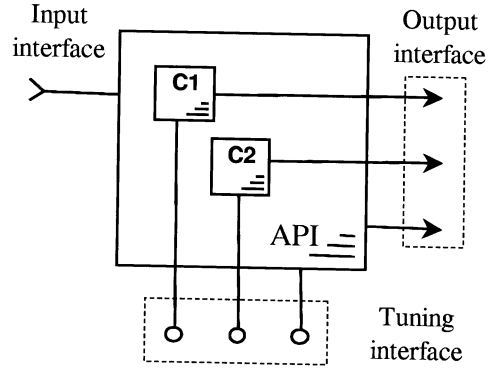 Input
interface
Output
interface
C1
C2
API
Tuning
interface